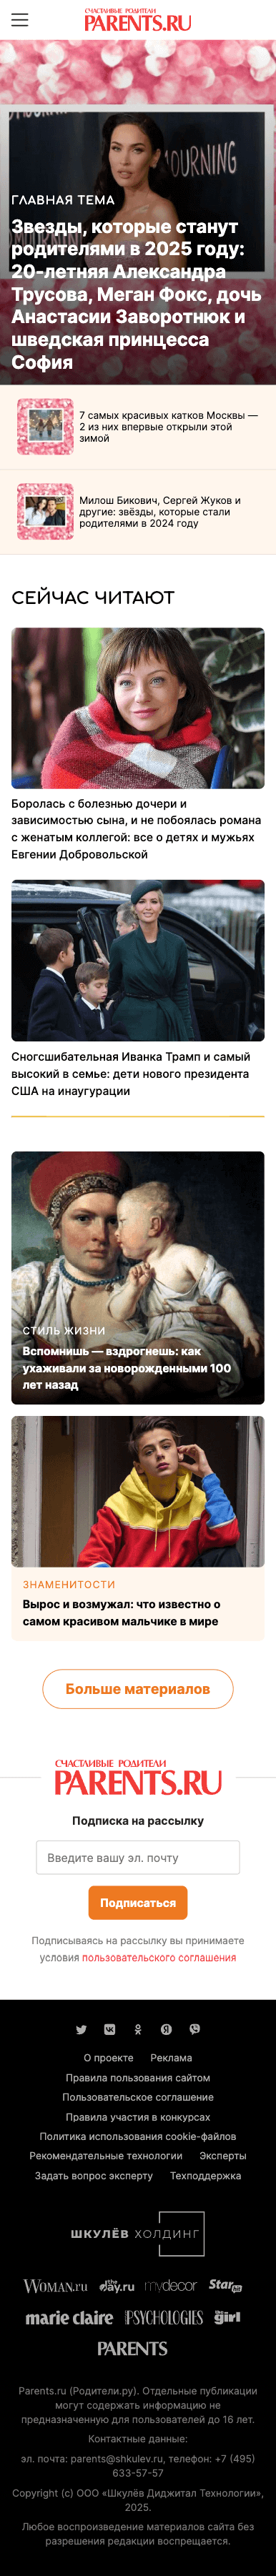 СЧАСТЛИВЫЕ РОДИТЕЛИ
PARENTS.RU
MOURNING
ГЛАВНАЯ ТЕМА
Звезды, которые станут
родителями в 2025 году:
20-летняя Александра
Трусова, Меган Фокс, дочь
Анастасии Заворотнюк и
шведская принцесса
София
7 самых красивых катков Москвы —
2 из них впервые открыли этой
зимой
Милош Бикович, Сергей Жуков и
другие: звёзды, которые стали
родителями в 2024 году
СЕЙЧАС ЧИТАЮТ
Боролась с болезнью дочери и
зависимостью сына, и не побоялась романа
с женатым коллегой: все о детях и мужьях
Евгении Добровольской
Сногсшибательная Иванка Трамп и самый
высокий в семье: дети нового президента
США на инаугурации
СТИЛЬ ЖИЗНИ
Вспомнишь — вздрогнешь: как
ухаживали за новорожденными 100
лет назад
ЗНАМЕНИТОСТИ
Вырос и возмужал: что известно о
самом красивом мальчике в мире
Больше материалов
СЧАСТЛИВЫЕ РОДИТЕЛИ
PARENTS.RU
Подписка на рассылку
Введите вашу эл. почту
Подписаться
Подписываясь на рассылку вы принимаете
условия пользовательского соглашения
О проекте Реклама
Правила пользования сайтом
Пользовательское соглашение
Правила участия в конкурсах
Политика использования cookie-файлов
Рекомендательные технологии Эксперты
Задать вопрос эксперту Техподдержка
ШКУЛЁВ ХОЛДИНГ
WOMAN.RU theday.ru mydecor StarHit
marie claire PSYCHOLOGIES the girl
PARENTS
Parents.ru (Родители.ру). Отдельные публикации
могут содержать информацию не
предназначенную для пользователей до 16 лет.
Контактные данные:
эл. почта: parents@shkulev.ru, телефон: +7 (495)
633-57-57
Copyright (с) ООО «Шкулёв Диджитал Технологии»,
2025.
Любое воспроизведение материалов сайта без
разрешения редакции воспрещается.